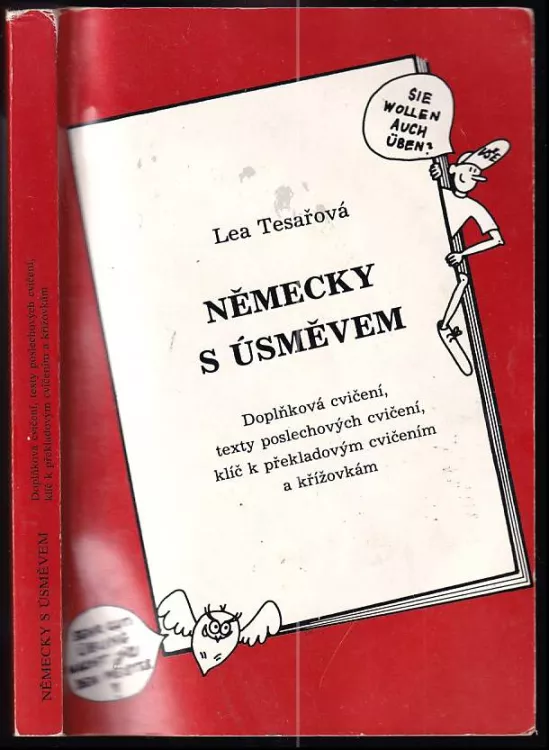 Doplňková cvičení, texty poslechových cvičení,
klíč k překladovým cvičením a křížovkám
NĚMECKY S ÚSMĚVEM
SIE
WOLLEN
AUCH
ÜBEN?
Lea Tesařová
NĚMECKY
S ÚSMĚVEM
Doplňková cvičení,
texty poslechových cvičení,
klíč k překladovým cvičením
a křížovkám